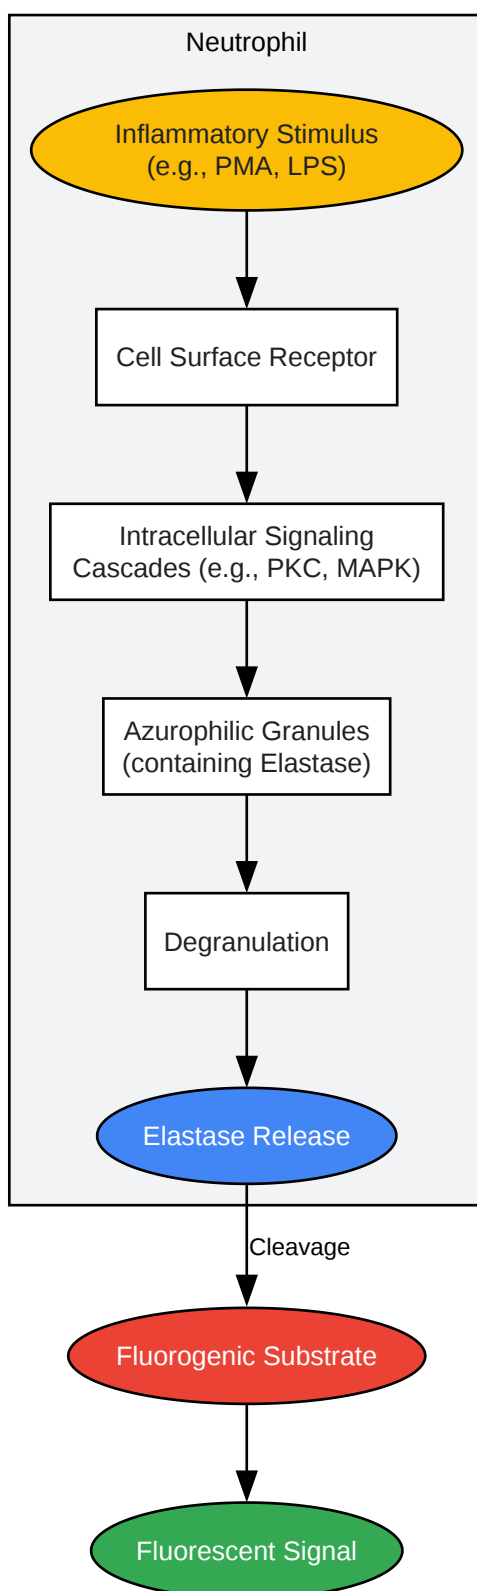 Neutrophil
Inflammatory Stimulus
(e.g., PMA, LPS)
Cell Surface Receptor
Intracellular Signaling
Cascades (e.g., PKC, MAPK)
Azurophilic Granules
(containing Elastase)
Degranulation
Elastase Release
Cleavage
Fluorogenic Substrate
Fluorescent Signal